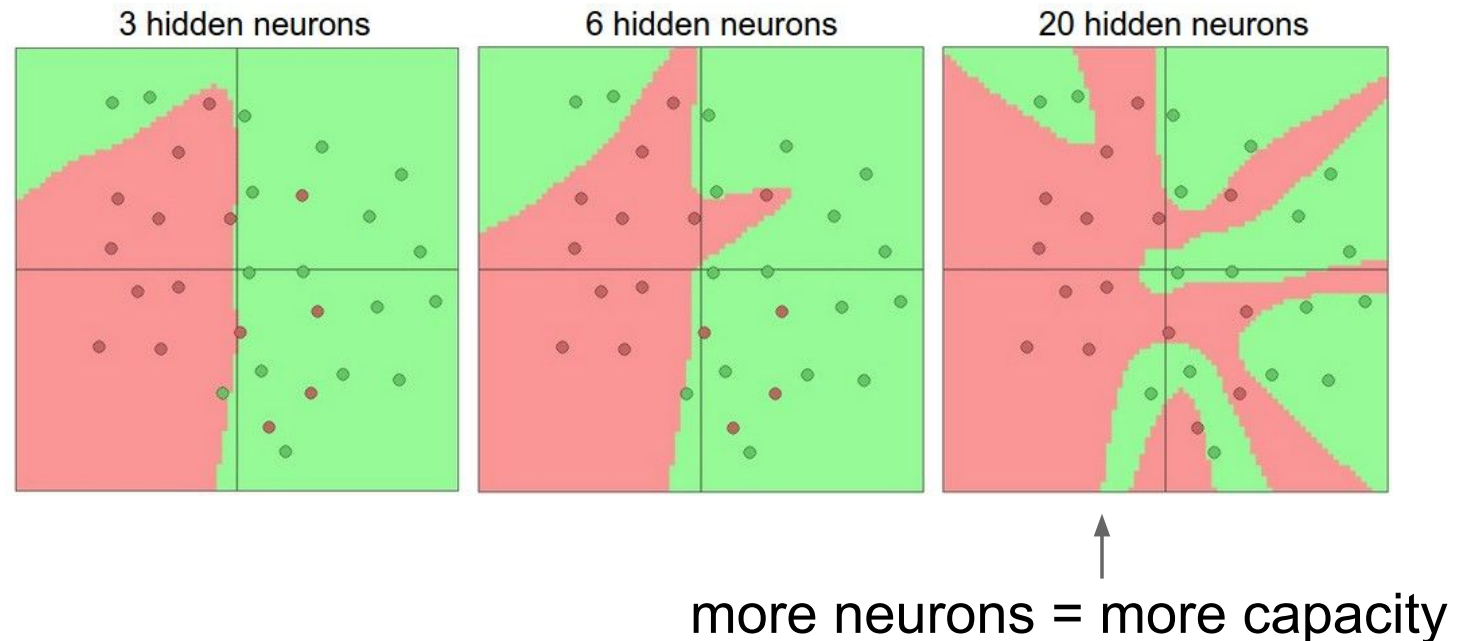 3 hidden neurons
6 hidden neurons
20 hidden neurons
more neurons = more capacity